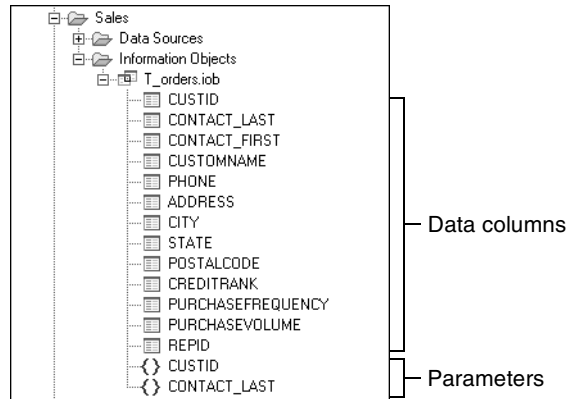 Sales
Data Sources
Information Objects
T_orders.iob
CUSTID
CONTACT_LAST
CONTACT_FIRST
CUSTOMNAME
PHONE
ADDRESS
CITY
STATE
POSTALCODE
CREDITRANK
PURCHASEFREQUENCY
PURCHASEVOLUME
REPID
{} CUSTID
{} CONTACT_LAST
Data columns
Parameters